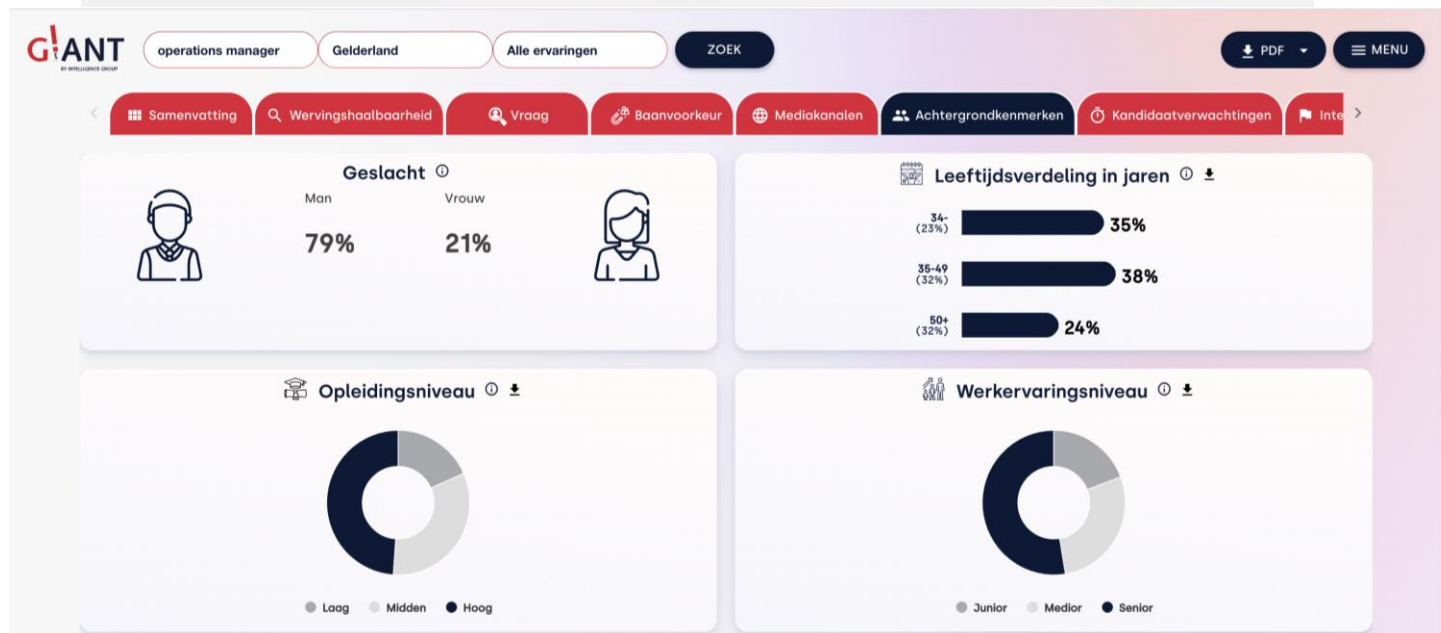 G!ANT
BY INTELLIGENCE GROUP
operations manager
Gelderland
Alle ervaringen
ZOEK
PDF
MENU
Samenvatting
Wervingshaalbaarheid
Vraag
Baanvoorkeur
Mediakanalen
Achtergrondkenmerken
Kandidaatverwachtingen
Inte
Geslacht
Man
Vrouw
79%
21%
Leeftijdsverdeling in jaren
34-
(23%)
35%
35-49
(32%)
38%
50+
(32%)
24%
Opleidingsniveau
Laag
Midden
Hoog
Werkervaringsniveau
Junior
Medior
Senior